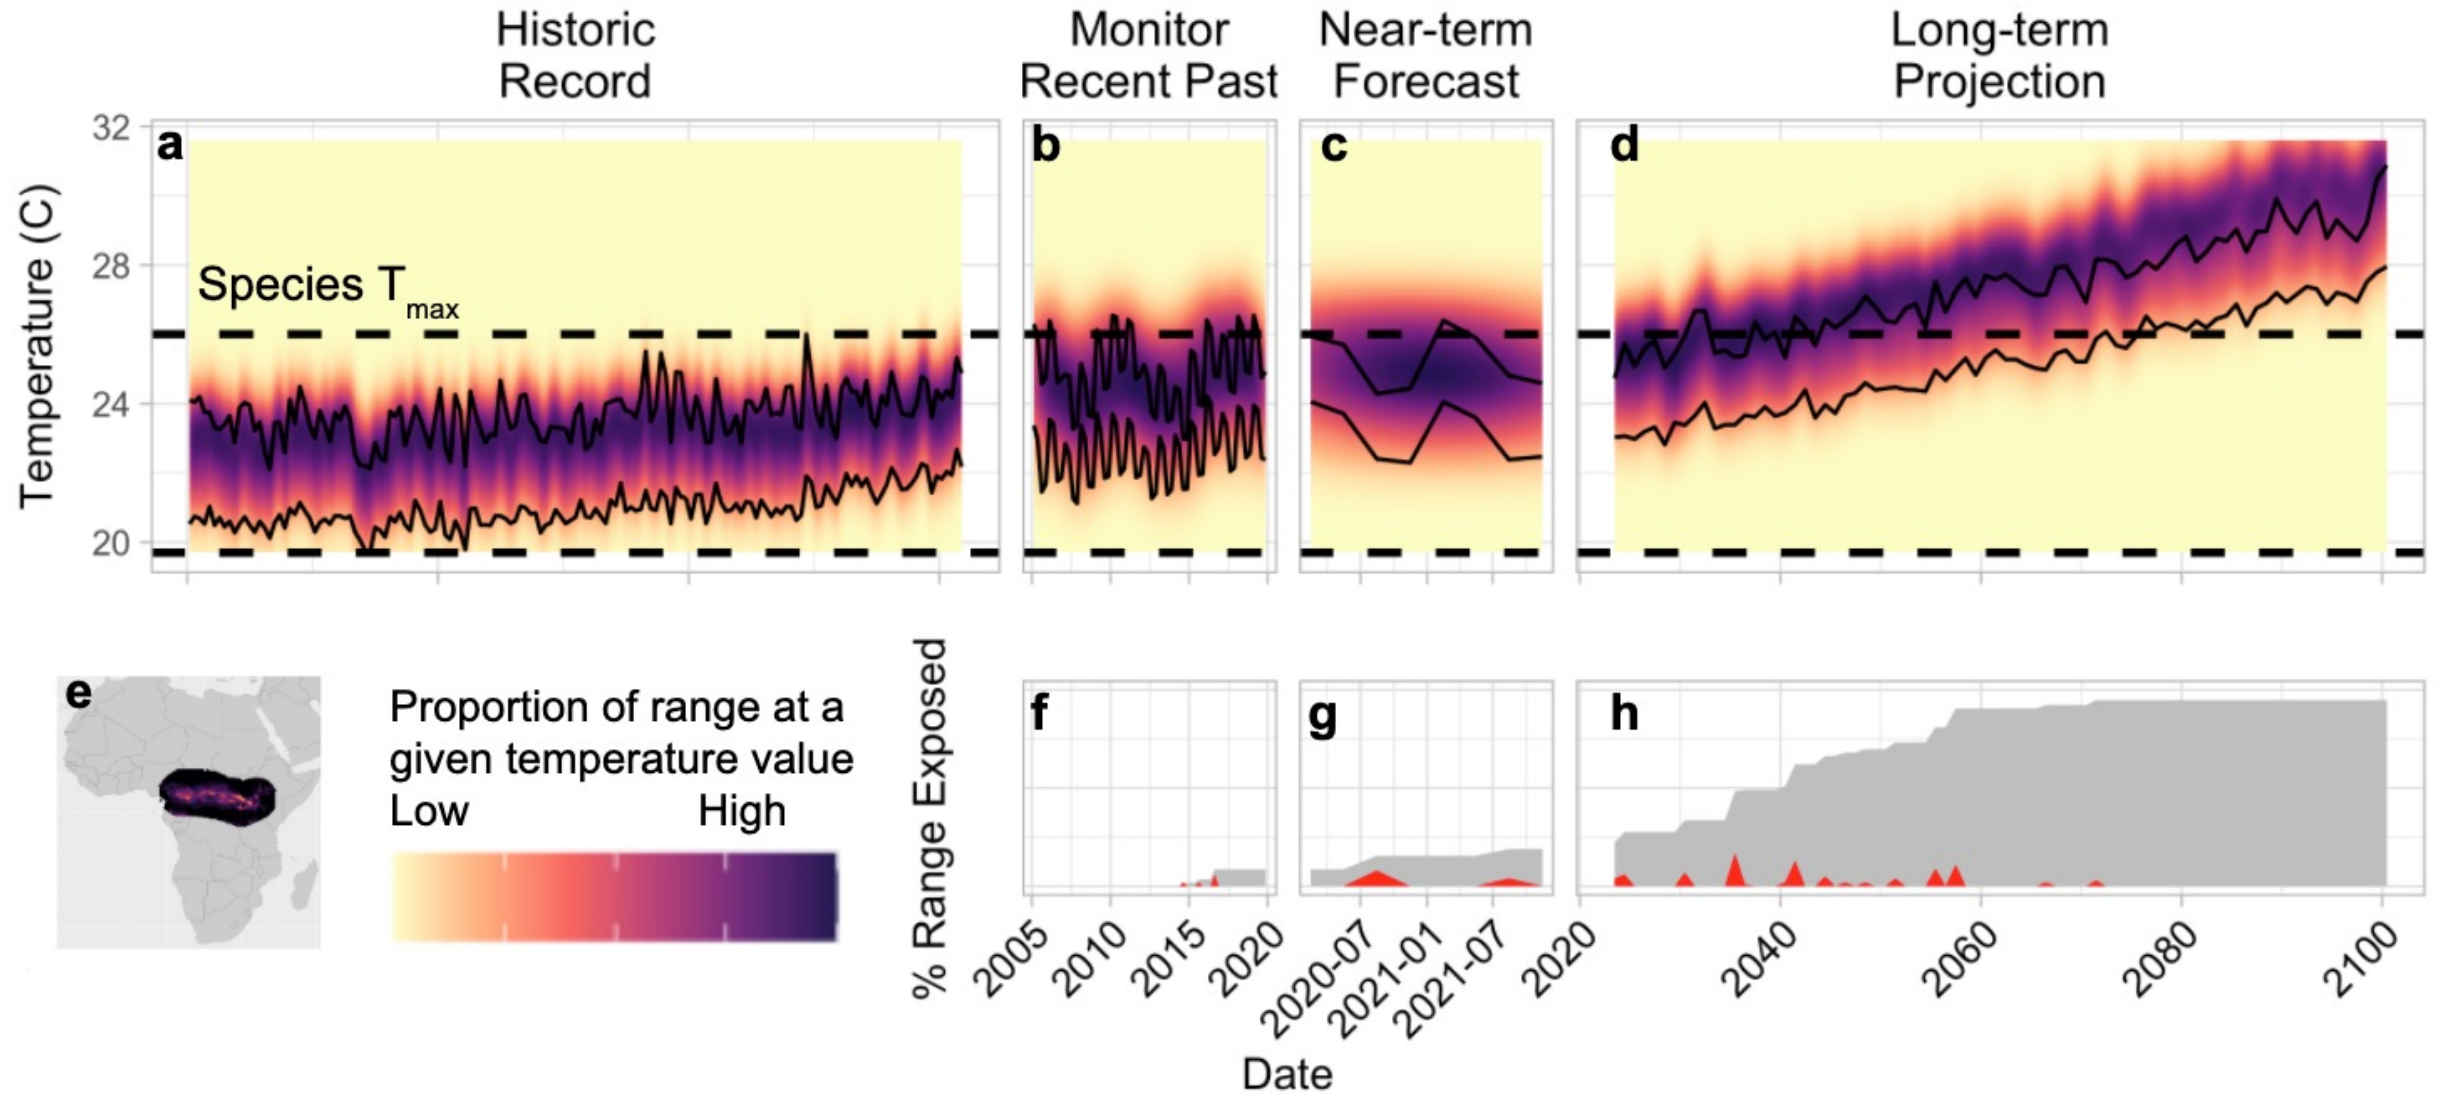 Historic
Record
Monitor
Recent Past
Near-term
Forecast
Long-term
Projection
Temperature (C)
32
28
24
20
a
Species Tmax
b
c
d
e
Proportion of range at a
given temperature value
Low High
% Range Exposed
f
g
h
2005 2010 2015 2020
2020-07 2021-01 2021-07
2020 2040 2060 2080 2100
Date